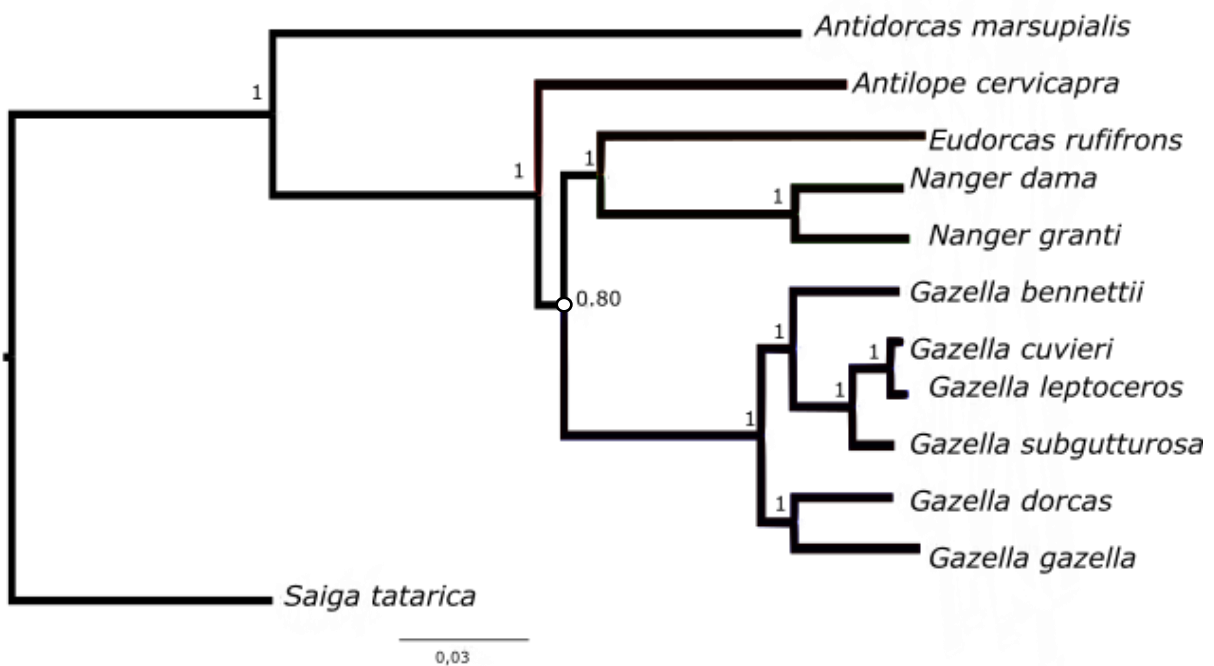 Antidorcas marsupialis
1
Antilope cervicapra
Eudorcas rufifrons
1
1
Nanger dama
1
Nanger granti
Gazella bennettii
0.80
1
Gazella cuvieri
1
Gazella leptoceros
1
1
Gazella subgutturosa
Gazella dorcas
1
Gazella gazella
Saiga tatarica
0,03